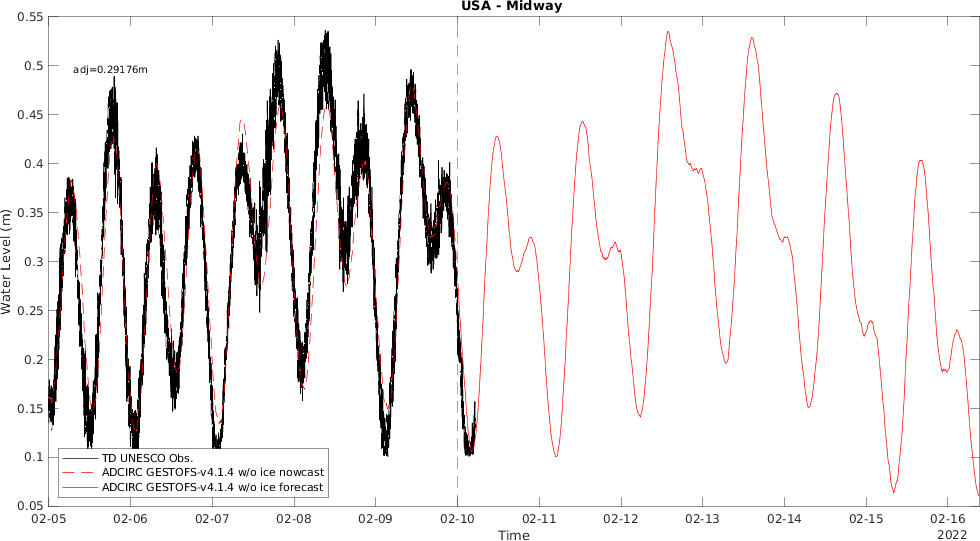 USA - Midway
adj=0.29176m
Water Level (m)
0.55
0.5
0.45
0.4
0.35
0.3
0.25
0.2
0.15
0.1
0.05
TD UNESCO Obs.
ADCIRC GESTOFS-v4.1.4 w/o ice nowcast
ADCIRC GESTOFS-v4.1.4 w/o ice forecast
02-05 02-06 02-07 02-08 02-09 02-10 02-11 02-12 02-13 02-14 02-15 02-16
Time
2022